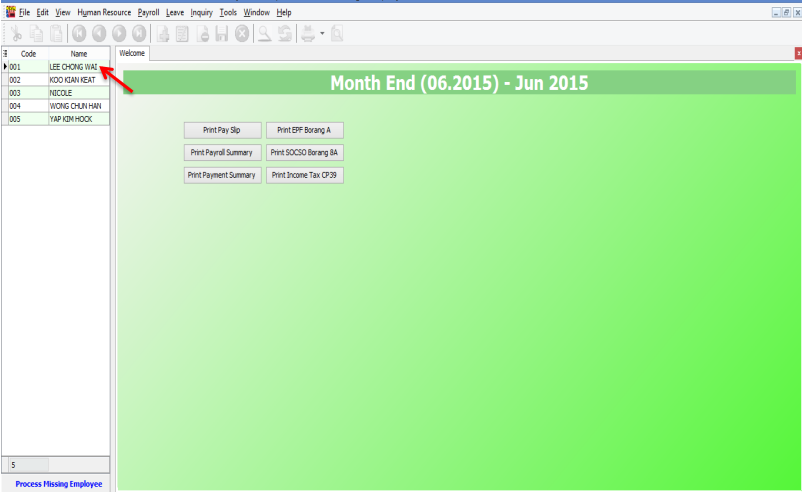 File Edit View Human Resource Payroll Leave Inquiry Tools Window Help
Code Name
Welcome
001 LEE CHONG WAI
002 KOO KIAN KEAT
003 NICOLE
004 WONG CHUN HAN
005 YAP KIM HOCK
Month End (06.2015) - Jun 2015
Print Pay Slip Print EPF Borang A
Print Payroll Summary Print SOCSO Borang 8A
Print Payment Summary Print Income Tax CP39
5
Process Missing Employee